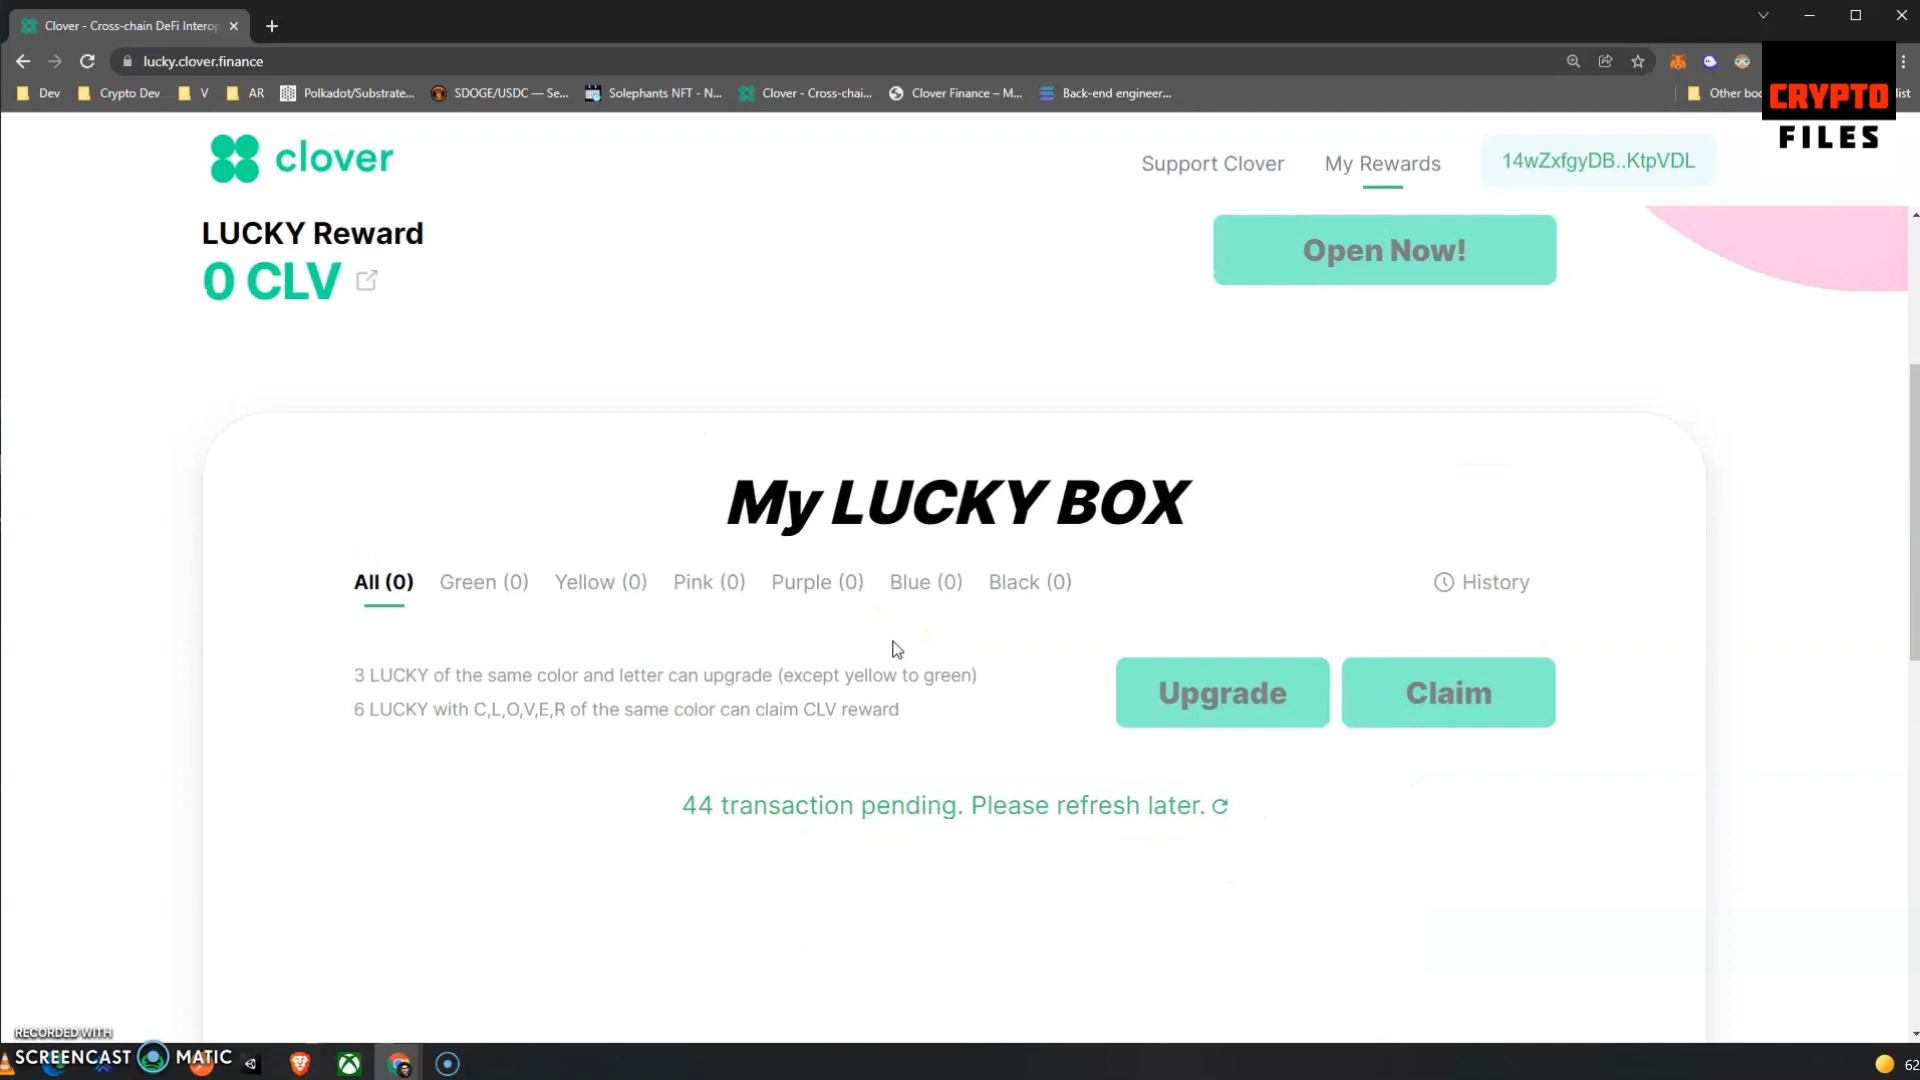 Clover - Cross-chain DeFi Interop
lucky.clover.finance
Dev
Crypto Dev
V
AR
Polkadot/Substrate...
SDOGE/USDC — Se...
Solephants NFT - N...
Clover - Cross-chai...
Clover Finance – M...
Back-end engineer...
Other boo
list
CRYPTO
FILES
clover
Support Clover
My Rewards
14wZxfgyDB..KtpVDL
LUCKY Reward
0 CLV
Open Now!
My LUCKY BOX
All (0)
Green (0)
Yellow (0)
Pink (0)
Purple (0)
Blue (0)
Black (0)
History
3 LUCKY of the same color and letter can upgrade (except yellow to green)
6 LUCKY with C,L,O,V,E,R of the same color can claim CLV reward
Upgrade
Claim
44 transaction pending. Please refresh later.
RECORDED WITH
SCREENCAST MATIC
62